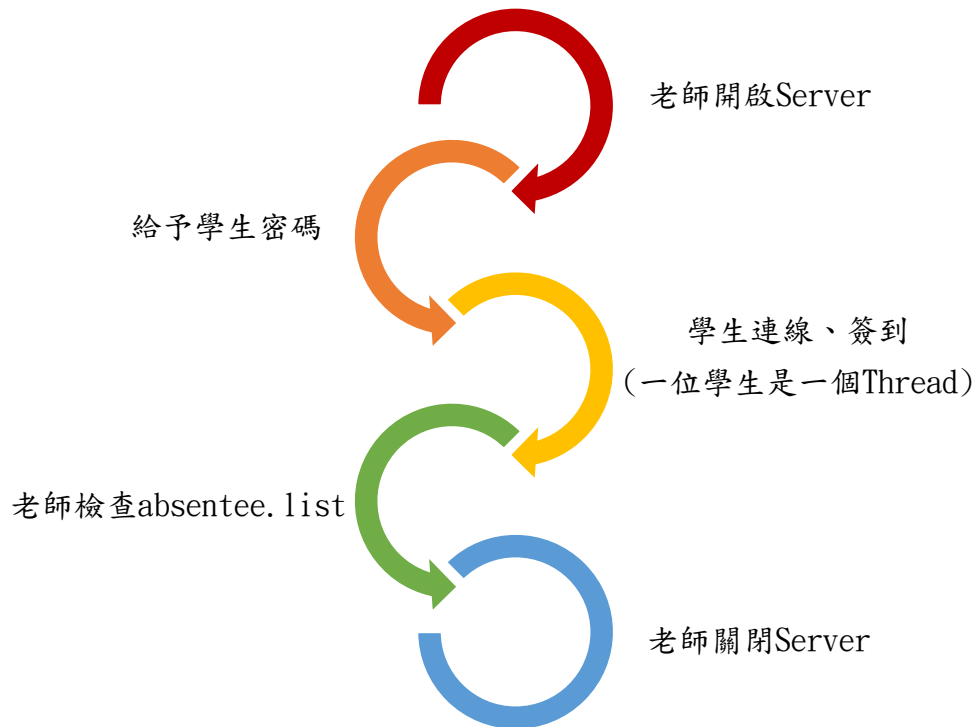 老師開啟Server
給予學生密碼
學生連線、簽到
(一位學生是一個Thread)
老師檢查absentee.list
老師關閉Server